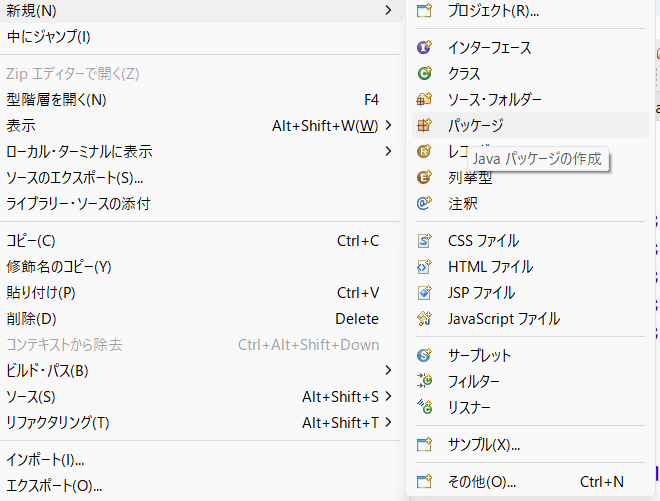 新規(N)
中にジャンプ(I)
Zip エディターで開く(Z)
型階層を開く(N) F4
表示 Alt+Shift+W(W)
ローカル・ターミナルに表示
ソースのエクスポート(S)...
ライブラリー・ソースの添付
コピー(C) Ctrl+C
修飾名のコピー(Y)
貼り付け(P) Ctrl+V
削除(D) Delete
コンテキストから除去 Ctrl+Alt+Shift+Down
ビルド・パス(B)
ソース(S) Alt+Shift+S
リファクタリング(T) Alt+Shift+T
インポート(I)...
エクスポート(O)...
プロジェクト(R)...
インターフェース
クラス
ソース・フォルダー
パッケージ
Java パッケージの作成
列挙型
注釈
CSS ファイル
HTML ファイル
JSP ファイル
JavaScript ファイル
サーブレット
フィルター
リスナー
サンプル(X)...
その他(O)... Ctrl+N